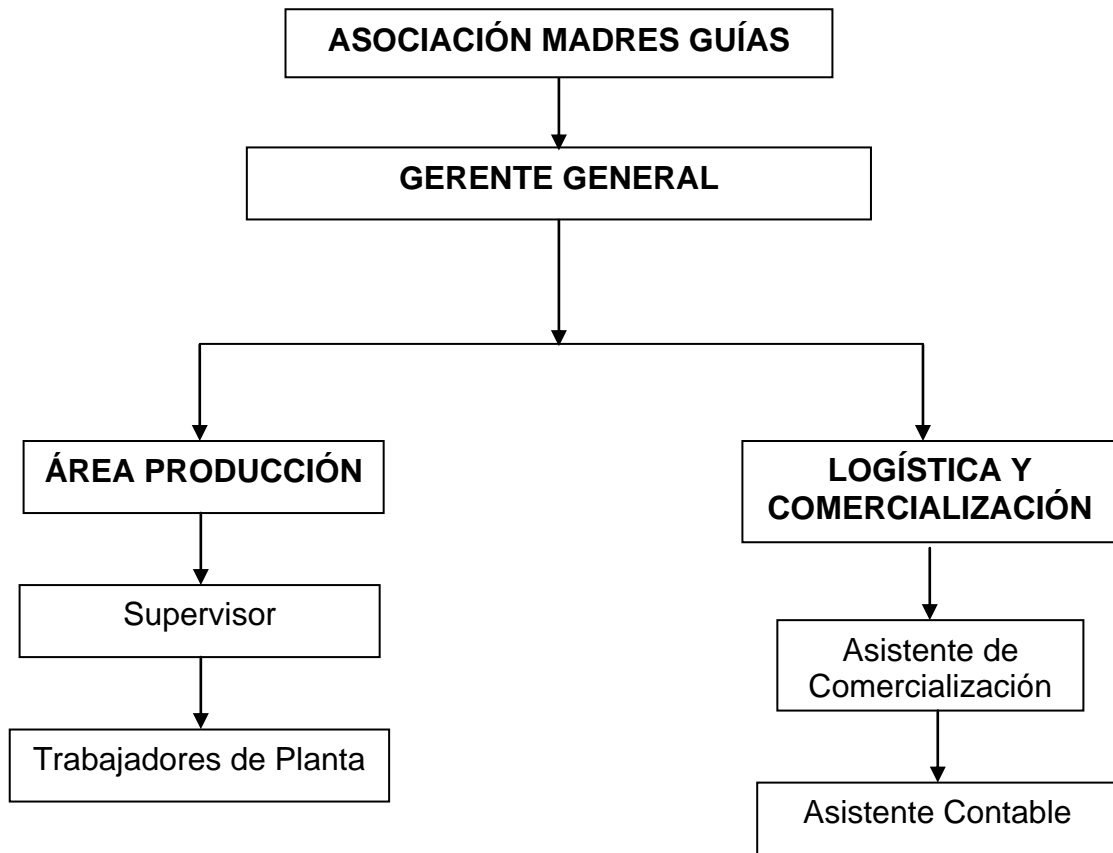 ASOCIACIÓN MADRES GUÍAS
GERENTE GENERAL
ÁREA PRODUCCIÓN
Supervisor
Trabajadores de Planta
LOGÍSTICA Y
COMERCIALIZACIÓN
Asistente de
Comercialización
Asistente Contable